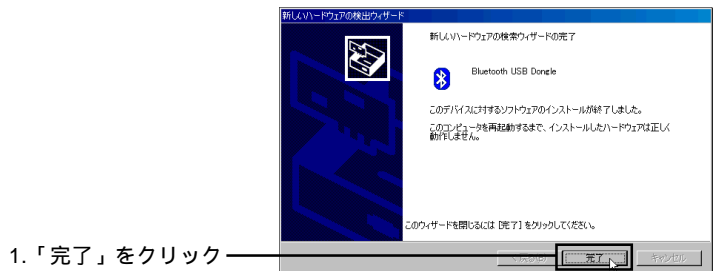 新しいハードウェアの検出ウィザード
新しいハードウェアの検索ウィザードの完了
Bluetooth USB Dongle
このデバイスに対するソフトウェアのインストールが終了しました。
このコンピュータを再起動するまで、インストールしたハードウェアは正しく
動作しません。
このウィザードを閉じるには [完了] をクリックしてください。
1.「完了」をクリック
< 戻る(B) 完了 キャンセル